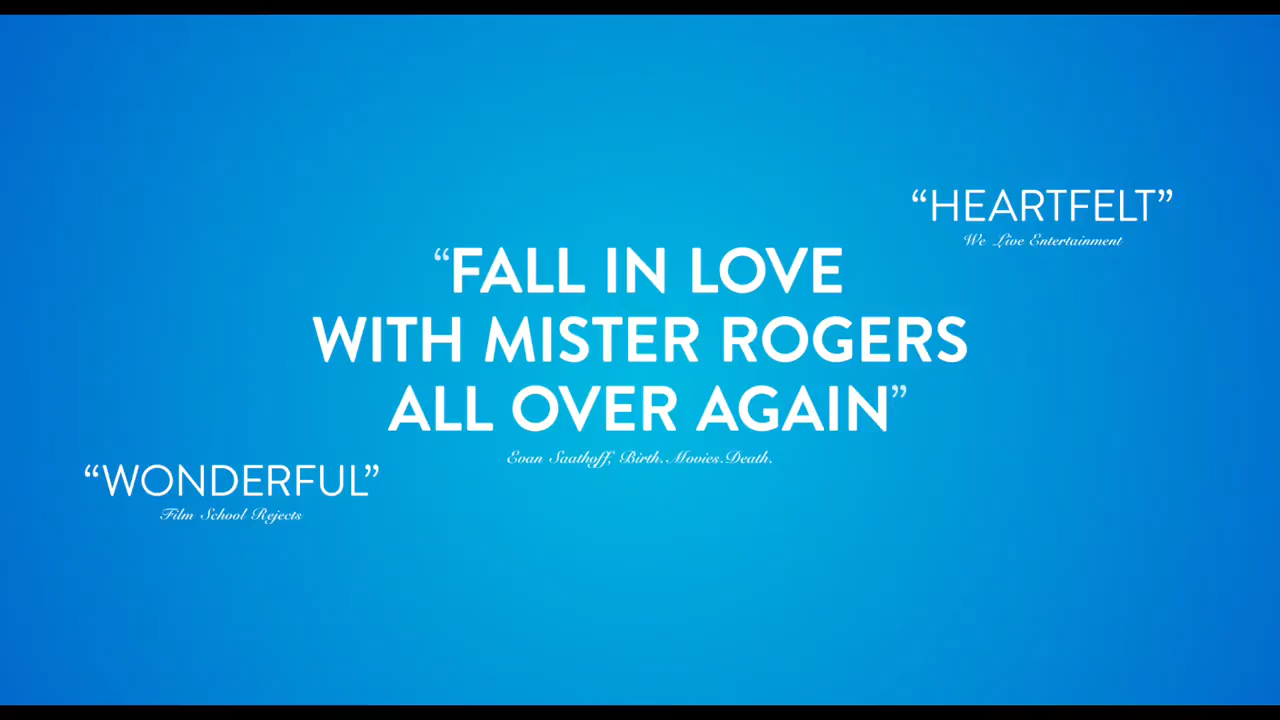 “HEARTFELT”
We Live Entertainment
“FALL IN LOVE
WITH MISTER ROGERS
ALL OVER AGAIN”
Evan Saathoff, Birth.Movies.Death.
“WONDERFUL”
Film School Rejects